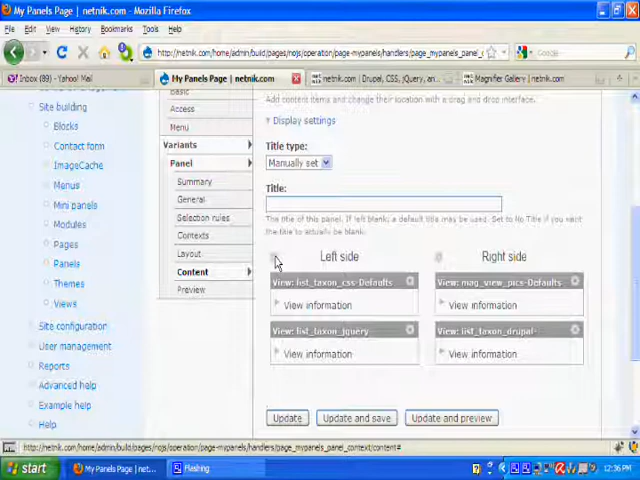 My Panels Page | netnik.com - Mozilla Firefox
File Edit View History Bookmarks Tools Help
http://netnik.com/home/admin/build/pages/nojs/operation/page-mypanels/handlers/page_mypanels_panel_c
Google
Inbox (89) - Yahoo! Mail
My Panels Page | netnik.com
netnik.com (Drupal, CSS, jQuery, an...
Magnifier Gallery | netnik.com
Site building
Blocks
Contact form
ImageCache
Menus
Mini panels
Modules
Pages
Panels
Themes
Views
Site configuration
User management
Reports
Advanced help
Example help
Help
Basic
Access
Menu
Variants
Panel
Summary
General
Selection rules
Contexts
Layout
Content
Preview
Add content items and change their location with a drag and drop interface.
Display settings
Title type:
Manually set
Title:
The title of this panel. If left blank, a default title may be used. Set to No Title if you want
the title to actually be blank.
Left side
Right side
View: list_taxon_css-Defaults
View information
View: list_taxon_jquery
View information
View: mag_view_pics-Defaults
View information
View: list_taxon_drupal-
View information
Update
Update and save
Update and preview
http://netnik.com/home/admin/build/pages/nojs/operation/page-mypanels/handlers/page_mypanels_panel_context/content#
start
My Panels Page | netn...
Flashing
12:36 PM